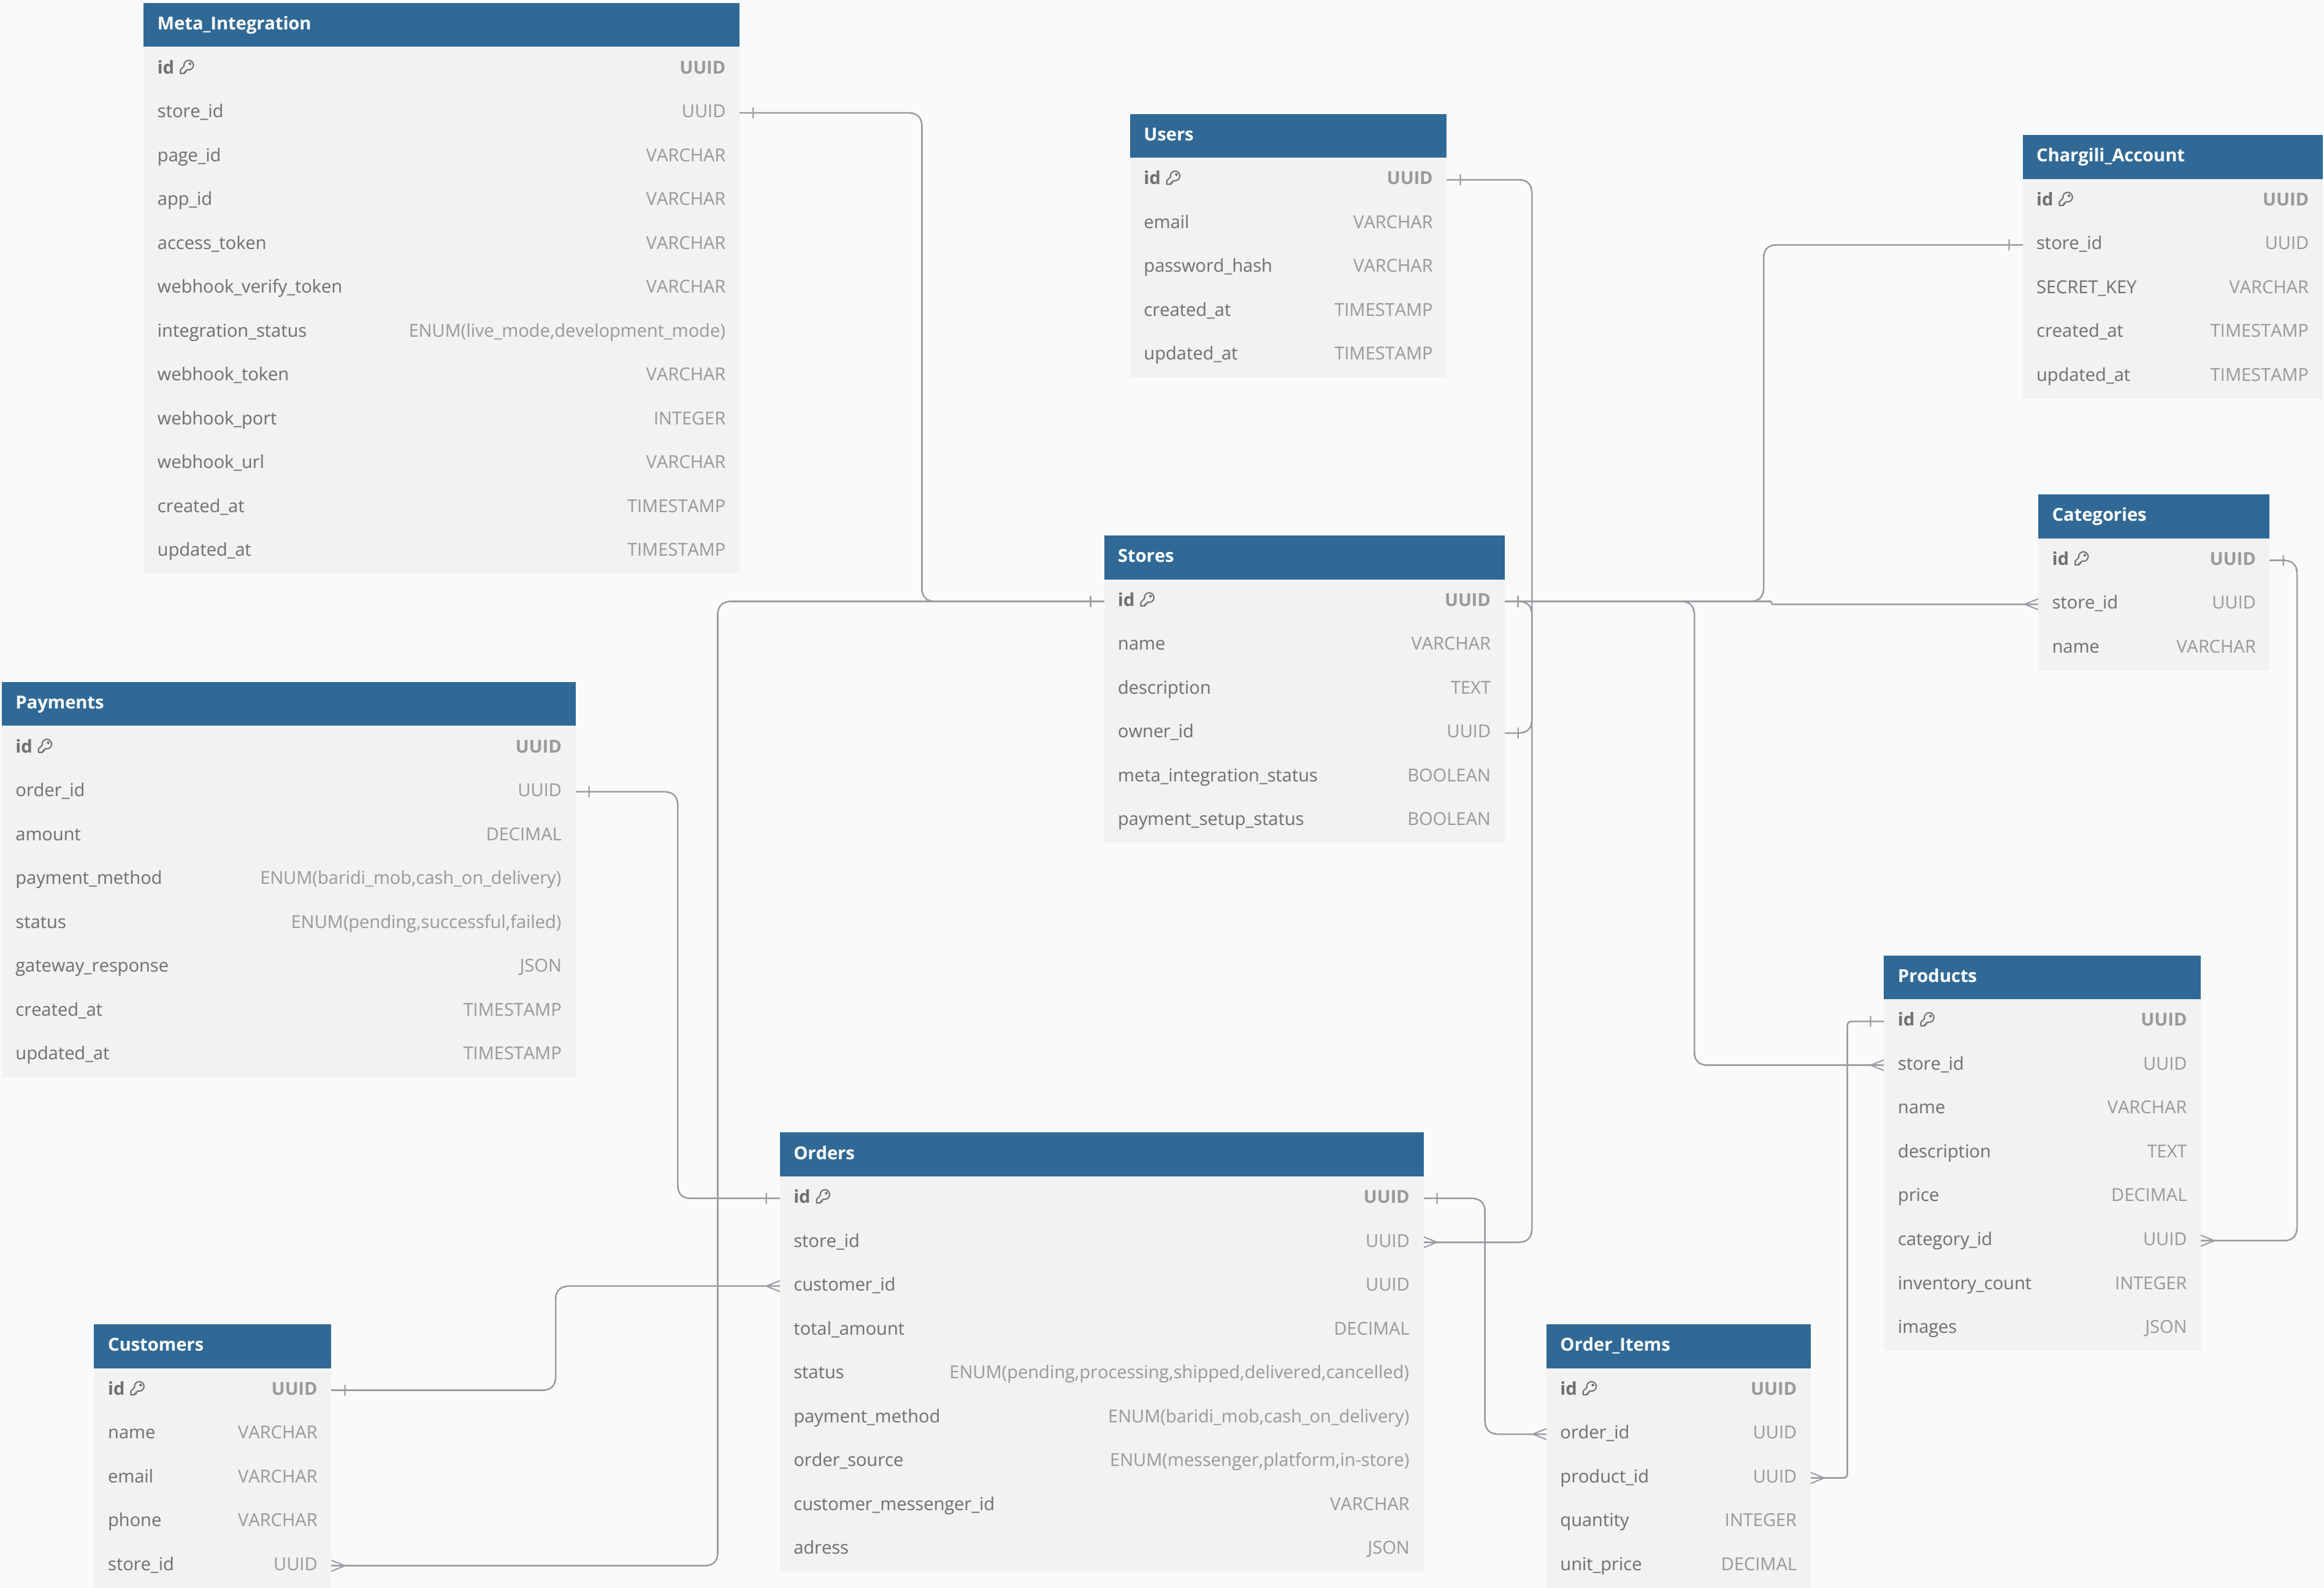 Meta_Integration
id UUID
store_id UUID
page_id VARCHAR
app_id VARCHAR
access_token VARCHAR
webhook_verify_token VARCHAR
integration_status ENUM(live_mode,development_mode)
webhook_token VARCHAR
webhook_port INTEGER
webhook_url VARCHAR
created_at TIMESTAMP
updated_at TIMESTAMP
Users
id UUID
email VARCHAR
password_hash VARCHAR
created_at TIMESTAMP
updated_at TIMESTAMP
Chargili_Account
id UUID
store_id UUID
SECRET_KEY VARCHAR
created_at TIMESTAMP
updated_at TIMESTAMP
Categories
id UUID
store_id UUID
name VARCHAR
Stores
id UUID
name VARCHAR
description TEXT
owner_id UUID
meta_integration_status BOOLEAN
payment_setup_status BOOLEAN
Payments
id UUID
order_id UUID
amount DECIMAL
payment_method ENUM(baridi_mob,cash_on_delivery)
status ENUM(pending,successful,failed)
gateway_response JSON
created_at TIMESTAMP
updated_at TIMESTAMP
Products
id UUID
store_id UUID
name VARCHAR
description TEXT
price DECIMAL
category_id UUID
inventory_count INTEGER
images JSON
Orders
id UUID
store_id UUID
customer_id UUID
total_amount DECIMAL
status ENUM(pending,processing,shipped,delivered,cancelled)
payment_method ENUM(baridi_mob,cash_on_delivery)
order_source ENUM(messenger,platform,in-store)
customer_messenger_id VARCHAR
adress JSON
Customers
id UUID
name VARCHAR
email VARCHAR
phone VARCHAR
store_id UUID
Order_Items
id UUID
order_id UUID
product_id UUID
quantity INTEGER
unit_price DECIMAL